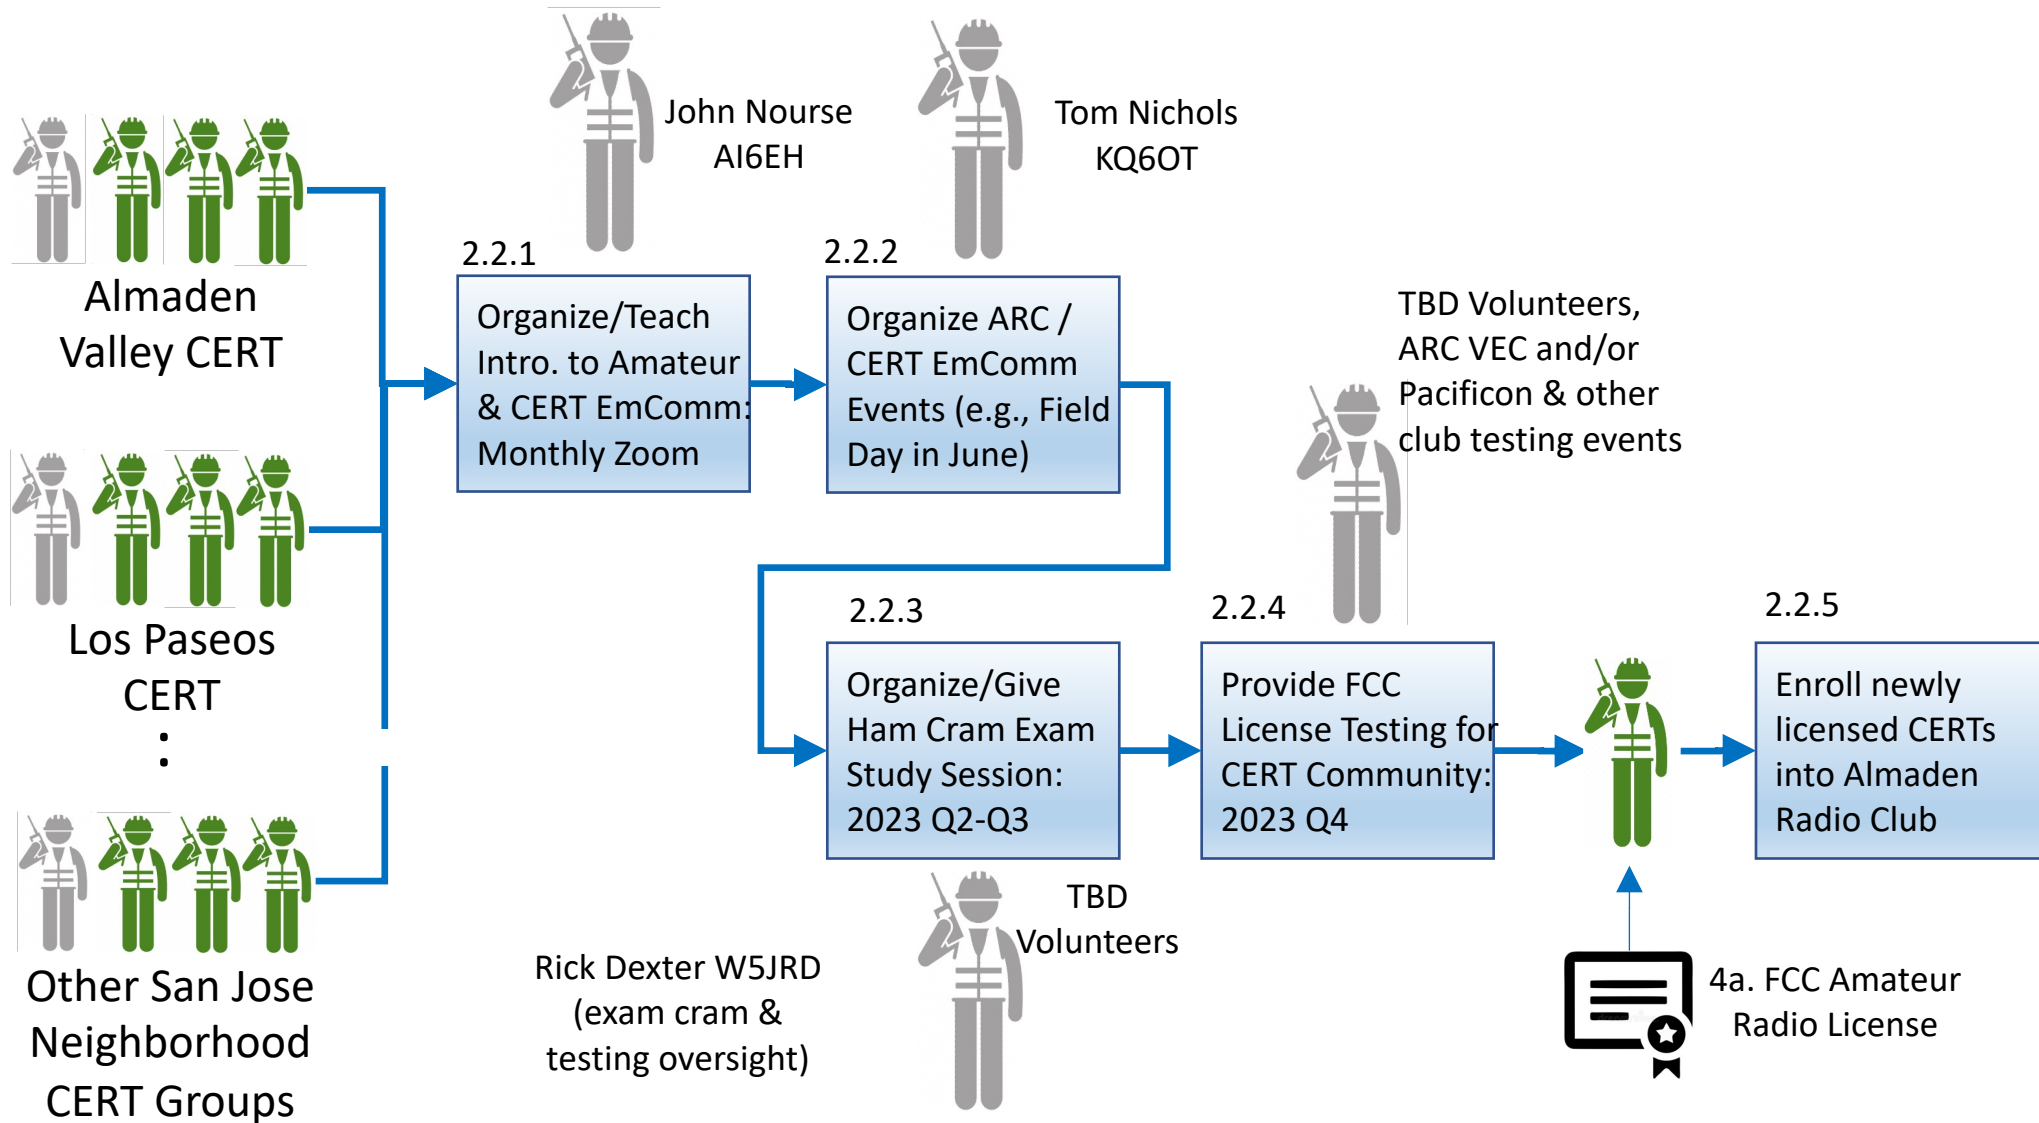 John Nourse
AI6EH
Tom Nichols
KQ6OT
Almaden
Valley CERT
Los Paseos
CERT
:
Other San Jose
Neighborhood
CERT Groups
2.2.1
Organize/Teach
Intro. to Amateur
& CERT EmComm:
Monthly Zoom
2.2.2
Organize ARC /
CERT EmComm
Events (e.g., Field
Day in June)
TBD Volunteers,
ARC VEC and/or
Pacificon & other
club testing events
2.2.3
Organize/Give
Ham Cram Exam
Study Session:
2023 Q2-Q3
2.2.4
Provide FCC
License Testing for
CERT Community:
2023 Q4
2.2.5
Enroll newly
licensed CERTs
into Almaden
Radio Club
Rick Dexter W5JRD
(exam cram &
testing oversight)
TBD
Volunteers
4a. FCC Amateur
Radio License